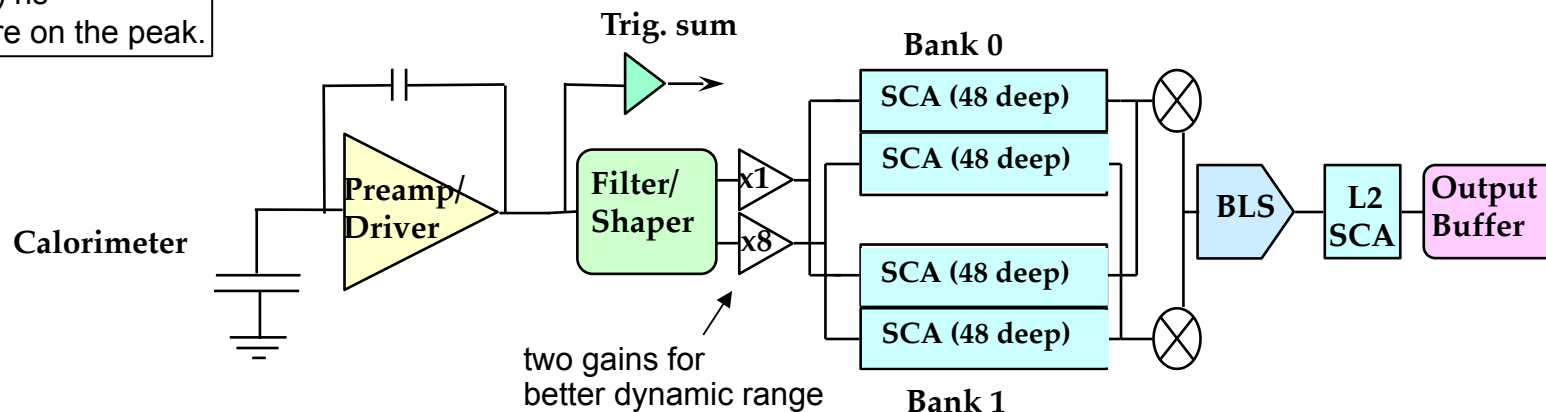 re on the peak.
Trig. sum
Bank 0
SCA (48 deep)
SCA (48 deep)
Preamp/
Driver
Filter/
Shaper
x1
x8
Calorimeter
BLS
L2
SCA
Output
Buffer
SCA (48 deep)
SCA (48 deep)
two gains for
better dynamic range
Bank 1